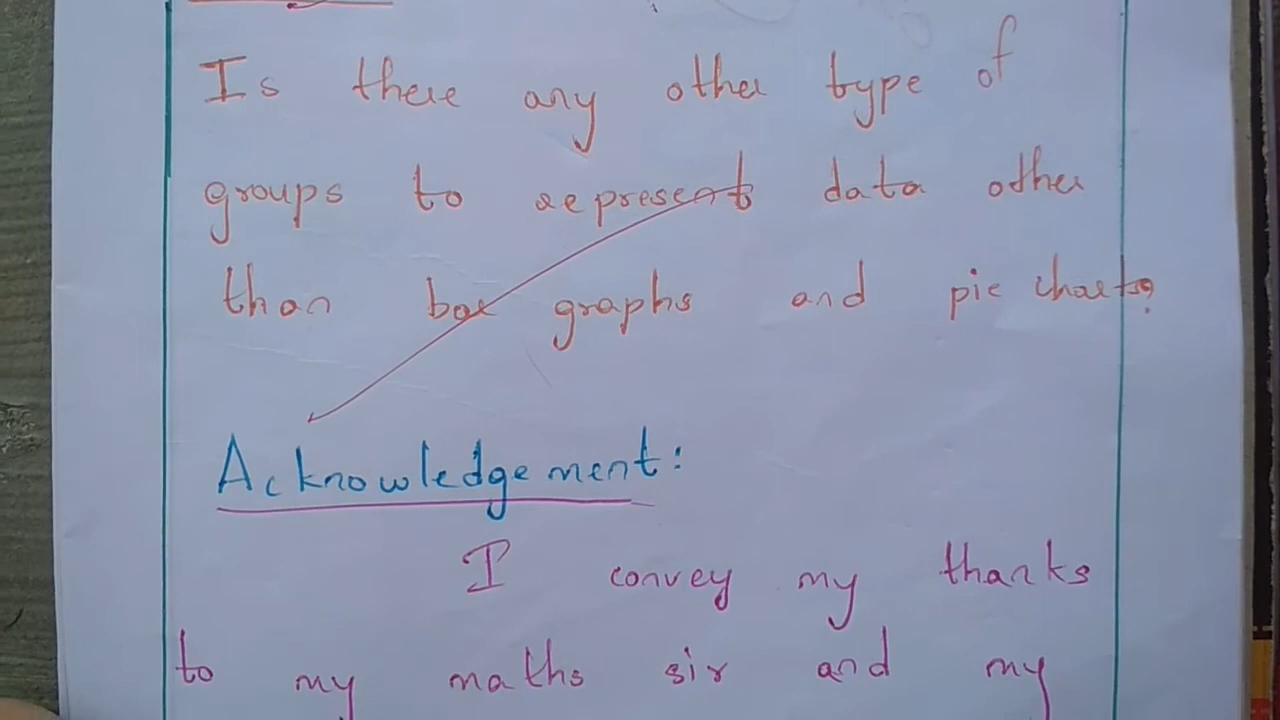 Is there any other type of
groups to represent data other
than bar graphs and pie charts?
Acknowledgement:
I convey my thanks
to my maths sir and my